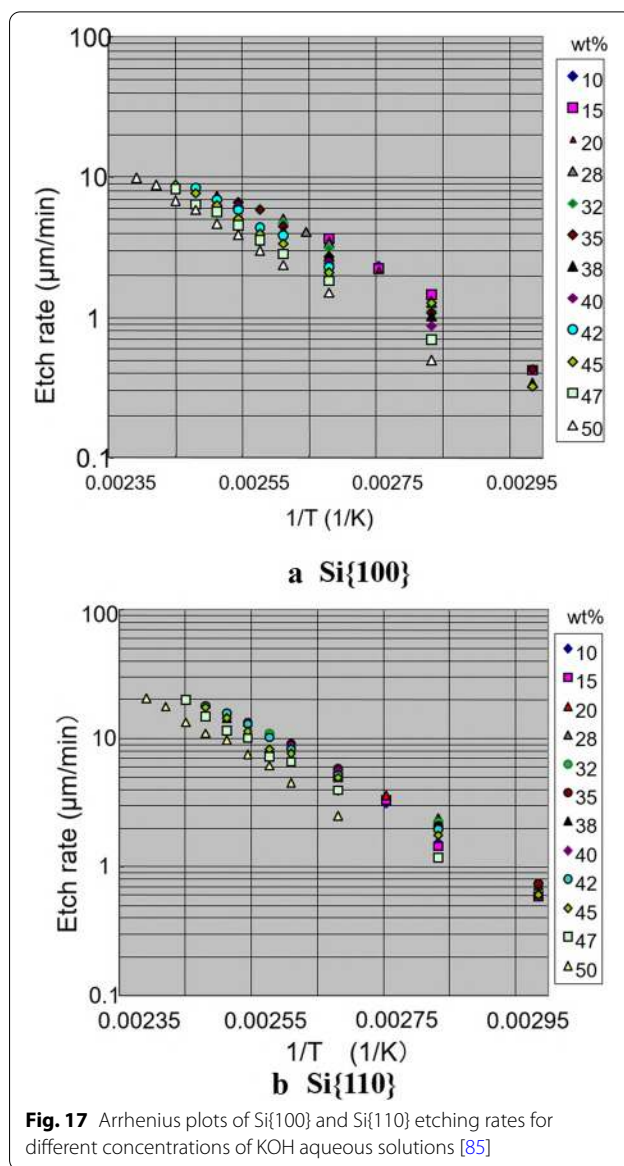 100
10
1
0.1
Etch rate (µm/min)
0.00235 0.00255 0.00275 0.00295
1/T (1/K)
wt%
10
15
20
28
32
35
38
40
42
45
47
50
a Si{100}
100
10
1
0.1
Etch rate (µm/min)
0.00235 0.00255 0.00275 0.00295
1/T (1/K)
wt%
10
15
20
28
32
35
38
40
42
45
47
50
b Si{110}
Fig. 17 Arrhenius plots of Si{100} and Si{110} etching rates for
different concentrations of KOH aqueous solutions [85]